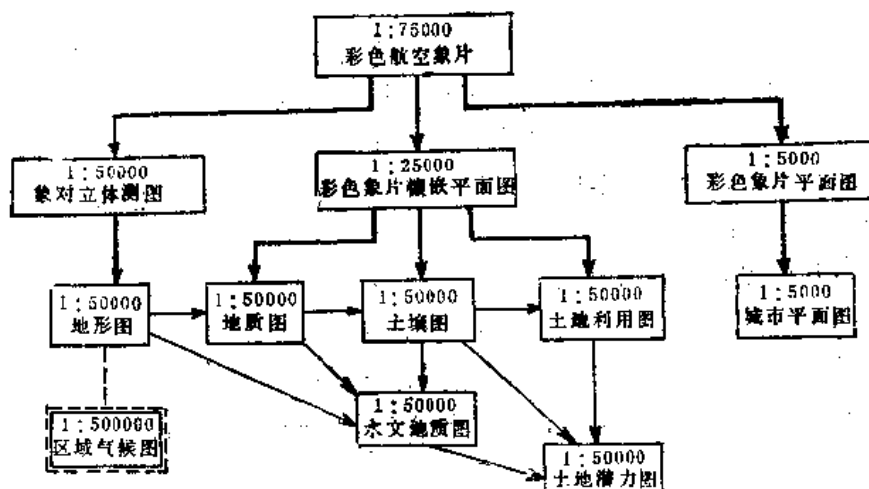 1:75000
彩色航空象片
1:50000
象对立体测图
1:25000
彩色象片镶嵌平面图
1:5000
彩色象片平面图
1:50000
地形图
1:50000
地质图
1:50000
土壤图
1:50000
土地利用图
1:5000
城市平面图
1:500000
区域气候图
1:50000
水文地质图
1:50000
土地潜力图